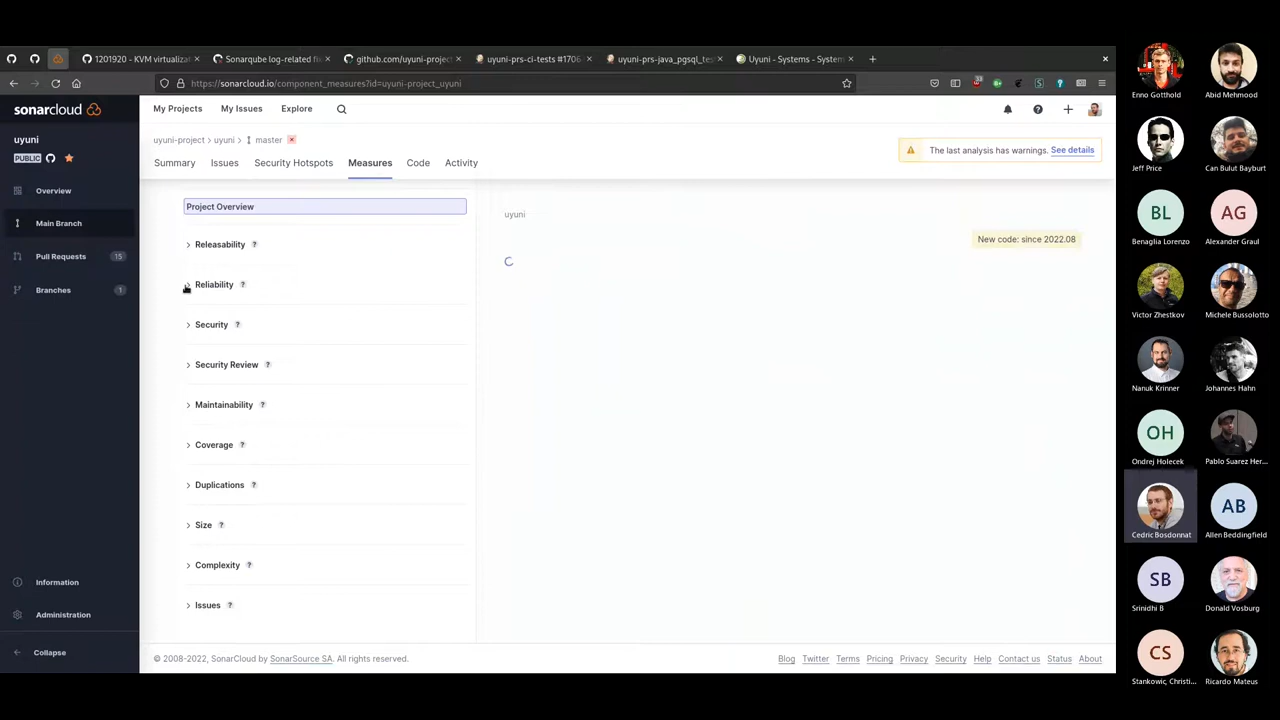 1201920 - KVM virtualizat
Sonarqube log-related fi
github.com/uyuni-projec
uyuni-prs-ci-tests #1706
uyuni-prs-java_pgsql_te
Uyuni - Systems - System
https://sonarcloud.io/component_measures?id=uyuni-project_uyuni
sonarcloud
My Projects
My Issues
Explore
uyuni
PUBLIC
uyuni-project > uyuni > master
The last analysis has warnings. See details
Summary
Issues
Security Hotspots
Measures
Code
Activity
Overview
Main Branch
Pull Requests 15
Branches 1
Information
Administration
Collapse
Project Overview
Releasability ?
Reliability ?
Security ?
Security Review ?
Maintainability ?
Coverage ?
Duplications ?
Size ?
Complexity ?
Issues ?
uyuni
New code: since 2022.08
© 2008-2022, SonarCloud by SonarSource SA. All rights reserved.
Blog
Twitter
Terms
Pricing
Privacy
Security
Help
Contact us
Status
About
Enno Gotthold
Abid Mehmood
Jeff Price
Can Bulut Bayburt
BL
Benaglia Lorenzo
AG
Alexander Graul
Victor Zhestkov
Michele Bussolotto
Nanuk Krinner
Johannes Hahn
OH
Ondrej Holecek
Pablo Suarez Her...
Cedric Bosdonnat
AB
Allen Beddingfield
SB
Srinidhi B
Donald Vosburg
CS
Stankowic, Christi...
Ricardo Mateus